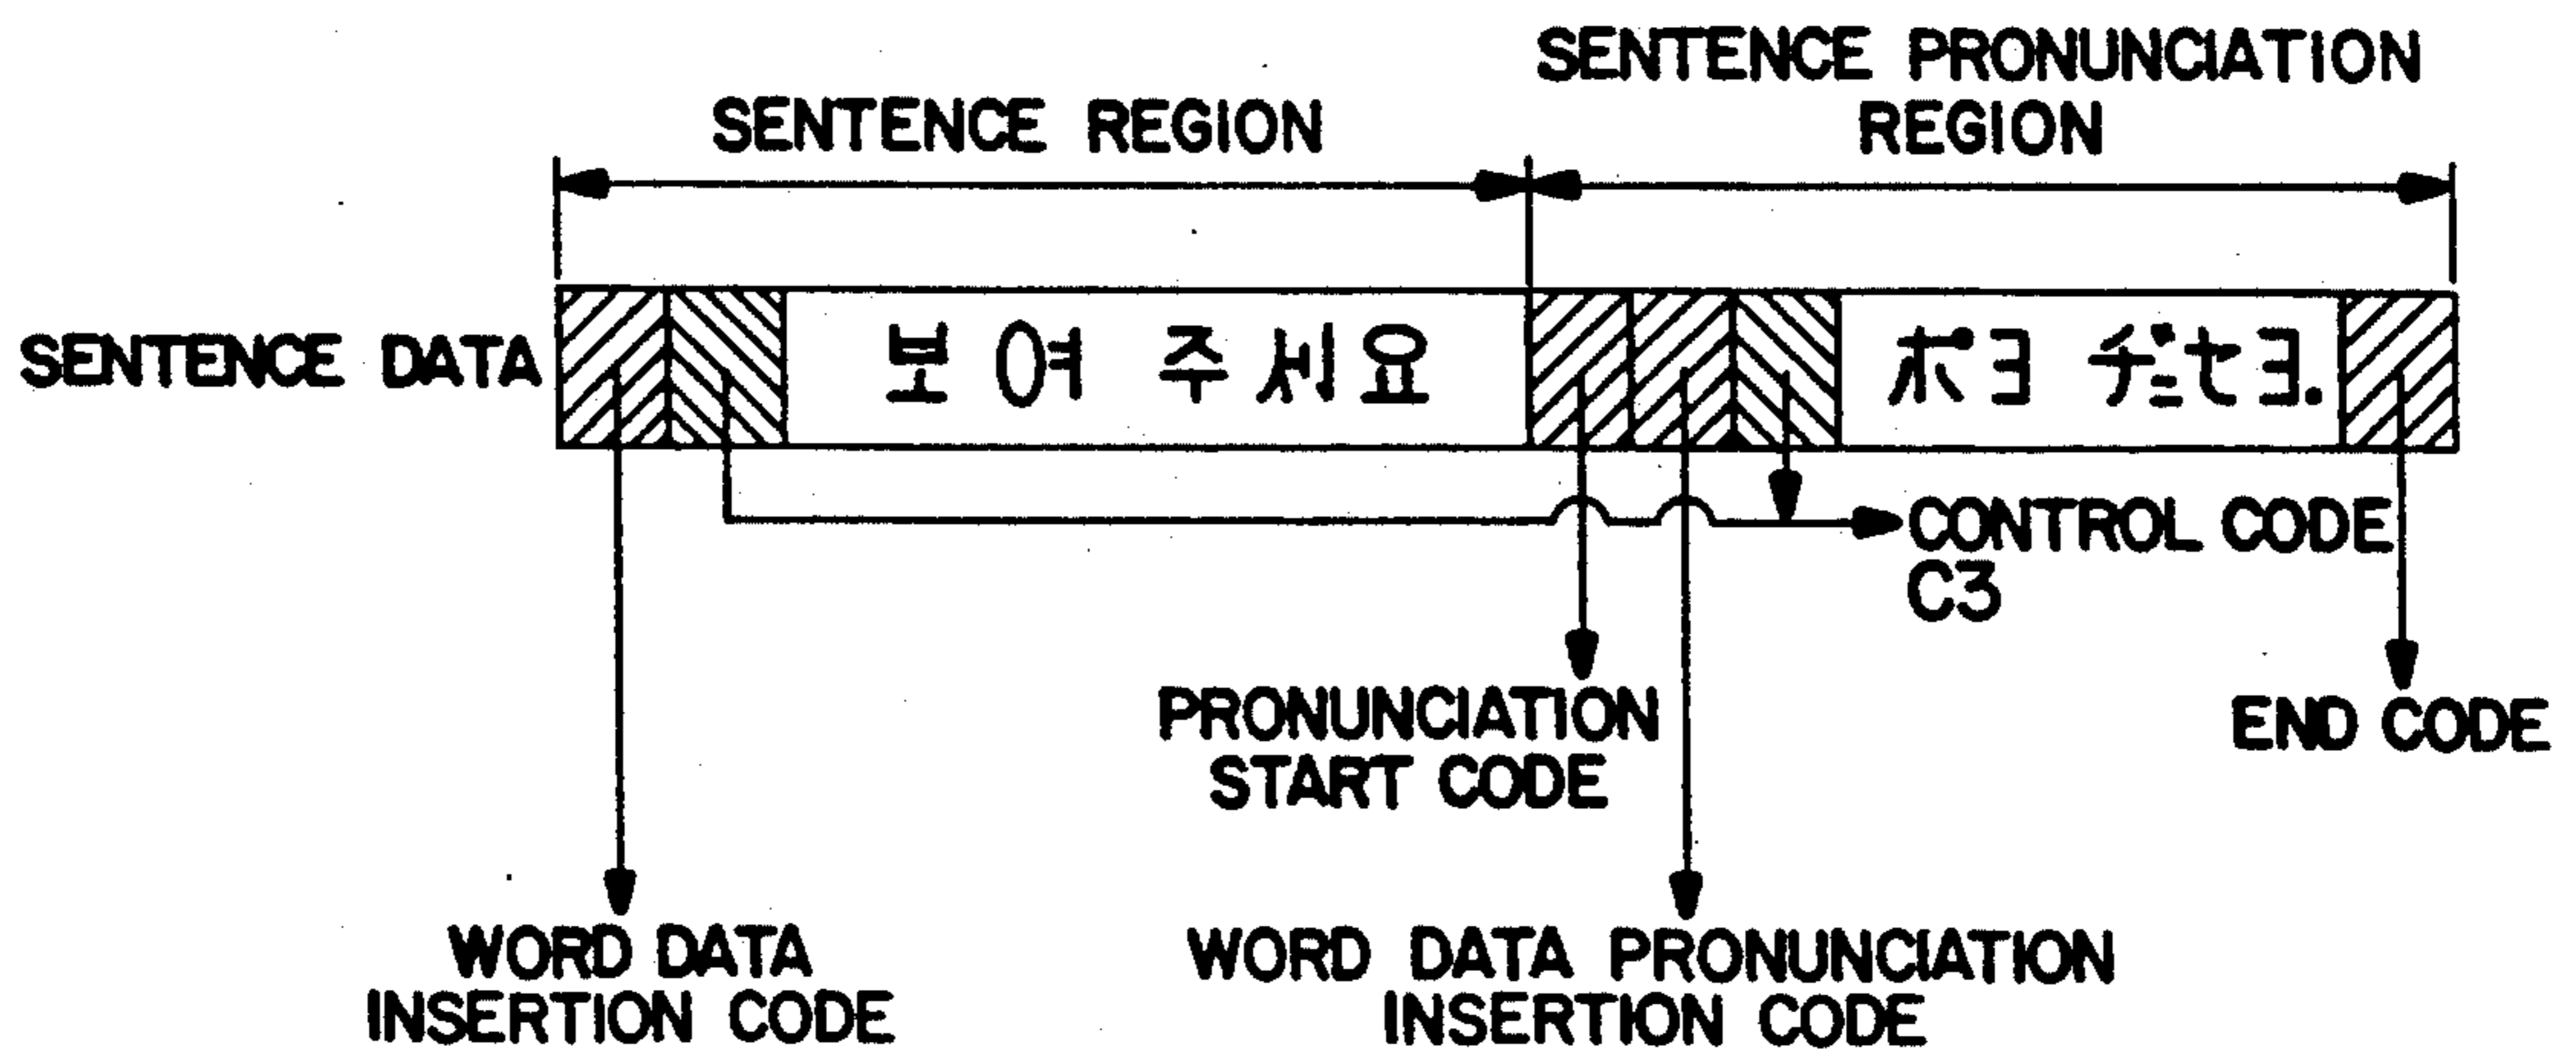 SENTENCE PRONUNCIATION
REGION
SENTENCE REGION
SENTENCE DATA
보여 주세요
ポヨ ヂュセヨ.
CONTROL CODE
C3
PRONUNCIATION
START CODE
END CODE
WORD DATA
INSERTION CODE
WORD DATA PRONUNCIATION
INSERTION CODE